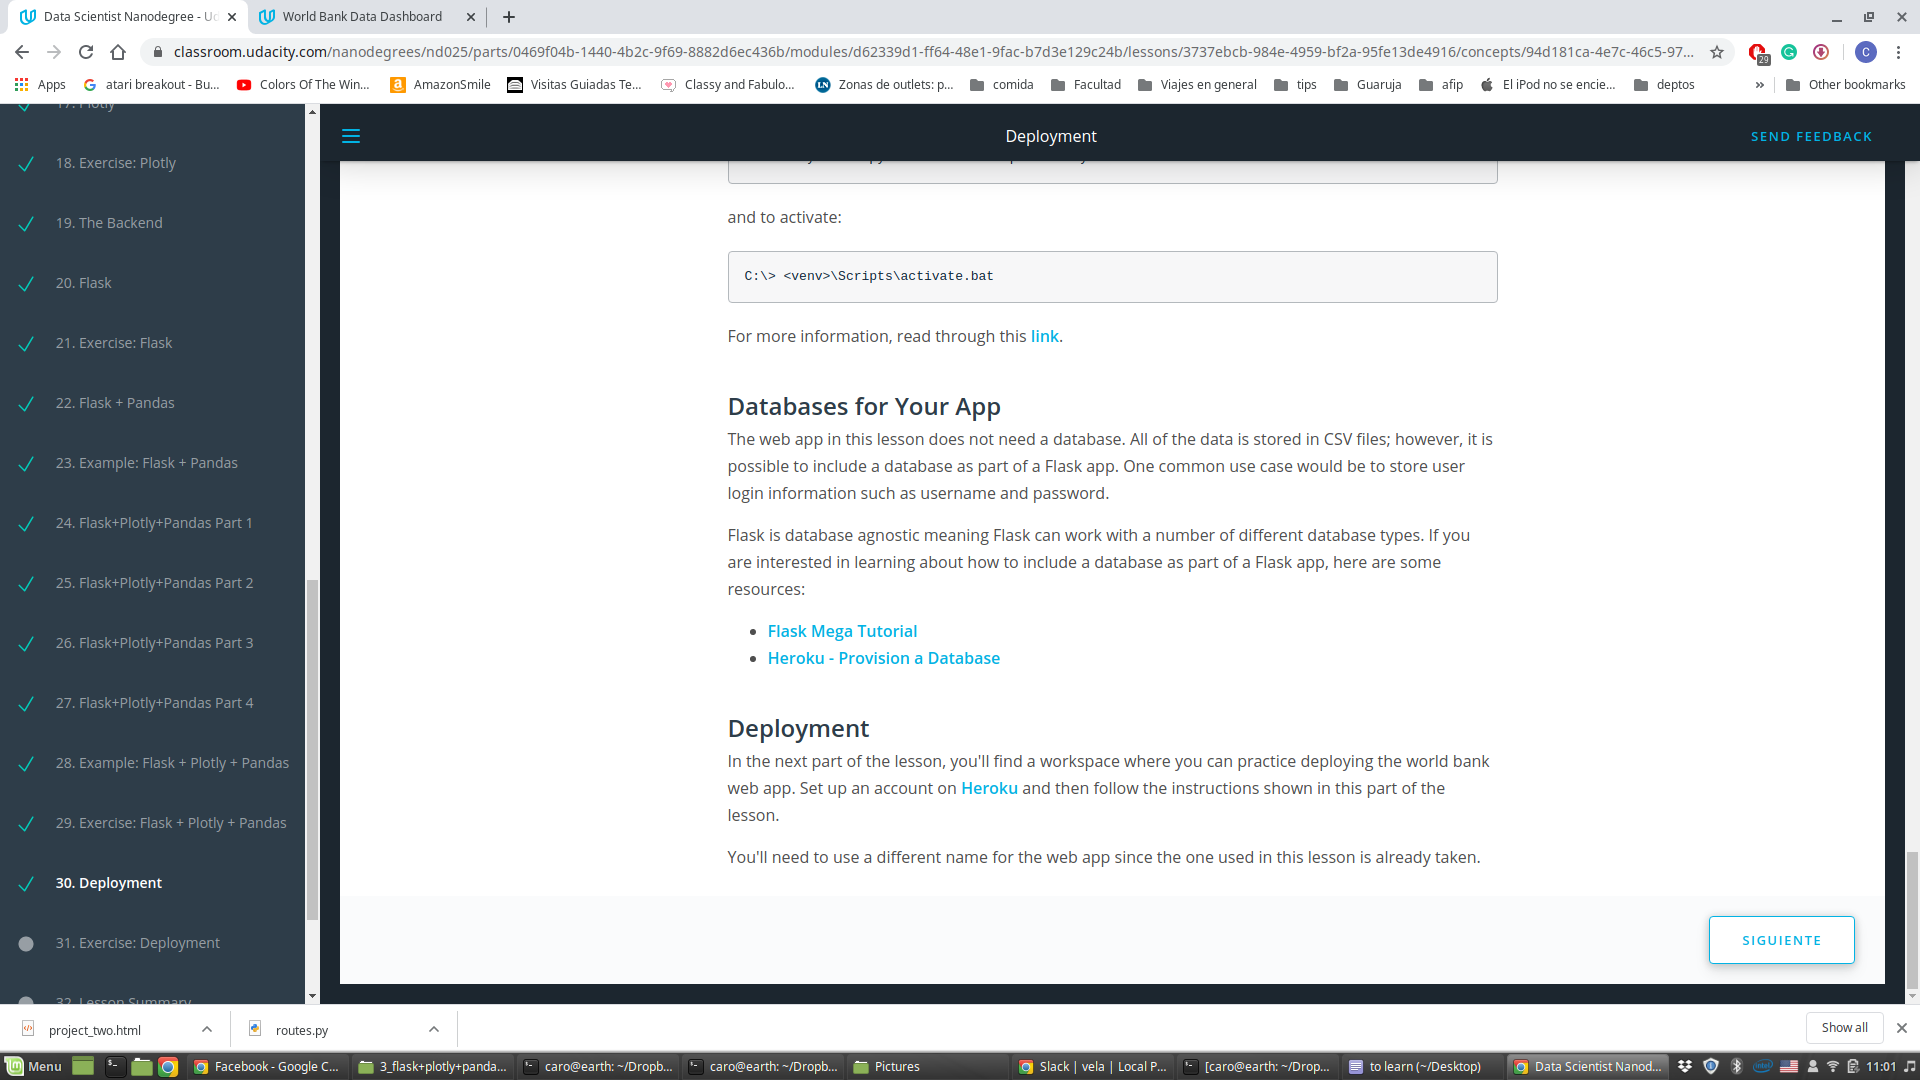 Data Scientist Nanodegree - Ud
World Bank Data Dashboard
classroom.udacity.com/nanodegrees/nd025/parts/0469f04b-1440-4b2c-9f69-8882d6ec436b/modules/d62339d1-ff64-48e1-9fac-b7d3e129c24b/lessons/3737ebcb-984e-4959-bf2a-95fe13de4916/concepts/94d181ca-4e7c-46c5-97...
29
C
Apps
atari breakout - Bu...
Colors Of The Win...
AmazonSmile
Visitas Guiadas Te...
Classy and Fabulo...
LN
Zonas de outlets: p...
comida
Facultad
Viajes en general
tips
Guaruja
afip
El iPod no se encie...
deptos
»
Other bookmarks
17. Plotly
18. Exercise: Plotly
19. The Backend
20. Flask
21. Exercise: Flask
22. Flask + Pandas
23. Example: Flask + Pandas
24. Flask+Plotly+Pandas Part 1
25. Flask+Plotly+Pandas Part 2
26. Flask+Plotly+Pandas Part 3
27. Flask+Plotly+Pandas Part 4
28. Example: Flask + Plotly + Pandas
29. Exercise: Flask + Plotly + Pandas
30. Deployment
31. Exercise: Deployment
32. Lesson Summary
Deployment
SEND FEEDBACK
and to activate:
C:\> <venv>\Scripts\activate.bat
For more information, read through this link.
Databases for Your App
The web app in this lesson does not need a database. All of the data is stored in CSV files; however, it is
possible to include a database as part of a Flask app. One common use case would be to store user
login information such as username and password.
Flask is database agnostic meaning Flask can work with a number of different database types. If you
are interested in learning about how to include a database as part of a Flask app, here are some
resources:
• Flask Mega Tutorial
• Heroku - Provision a Database
Deployment
In the next part of the lesson, you'll find a workspace where you can practice deploying the world bank
web app. Set up an account on Heroku and then follow the instructions shown in this part of the
lesson.
You'll need to use a different name for the web app since the one used in this lesson is already taken.
SIGUIENTE
project_two.html
routes.py
Show all
Menu
Facebook - Google C...
3_flask+plotly+panda...
caro@earth: ~/Dropb...
caro@earth: ~/Dropb...
Pictures
Slack | vela | Local P...
[caro@earth: ~/Drop...
to learn (~/Desktop)
Data Scientist Nanod...
11:01